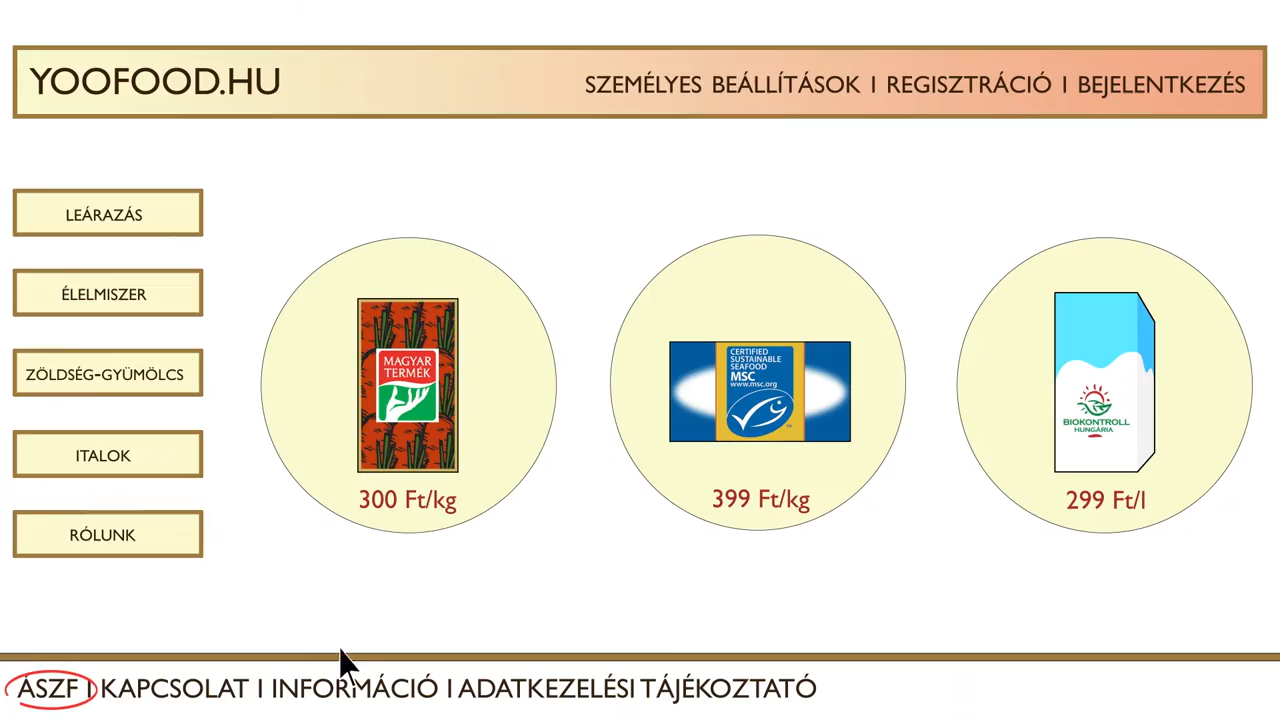 YOOFOOD.HU
SZEMÉLYES BEÁLLÍTÁSOK I REGISZTRÁCIÓ I BEJELENTKEZÉS
LEÁRAZÁS
ÉLELMISZER
ZÖLDSÉG-GYÜMÖLCS
ITALOK
RÓLUNK
MAGYAR
TERMÉK
300 Ft/kg
CERTIFIED
SUSTAINABLE
SEAFOOD
MSC
www.msc.org
TM
399 Ft/kg
BIOKONTROLL
HUNGÁRIA
299 Ft/l
ÁSZF I KAPCSOLAT I INFORMÁCIÓ I ADATKEZELÉSI TÁJÉKOZTATÓ